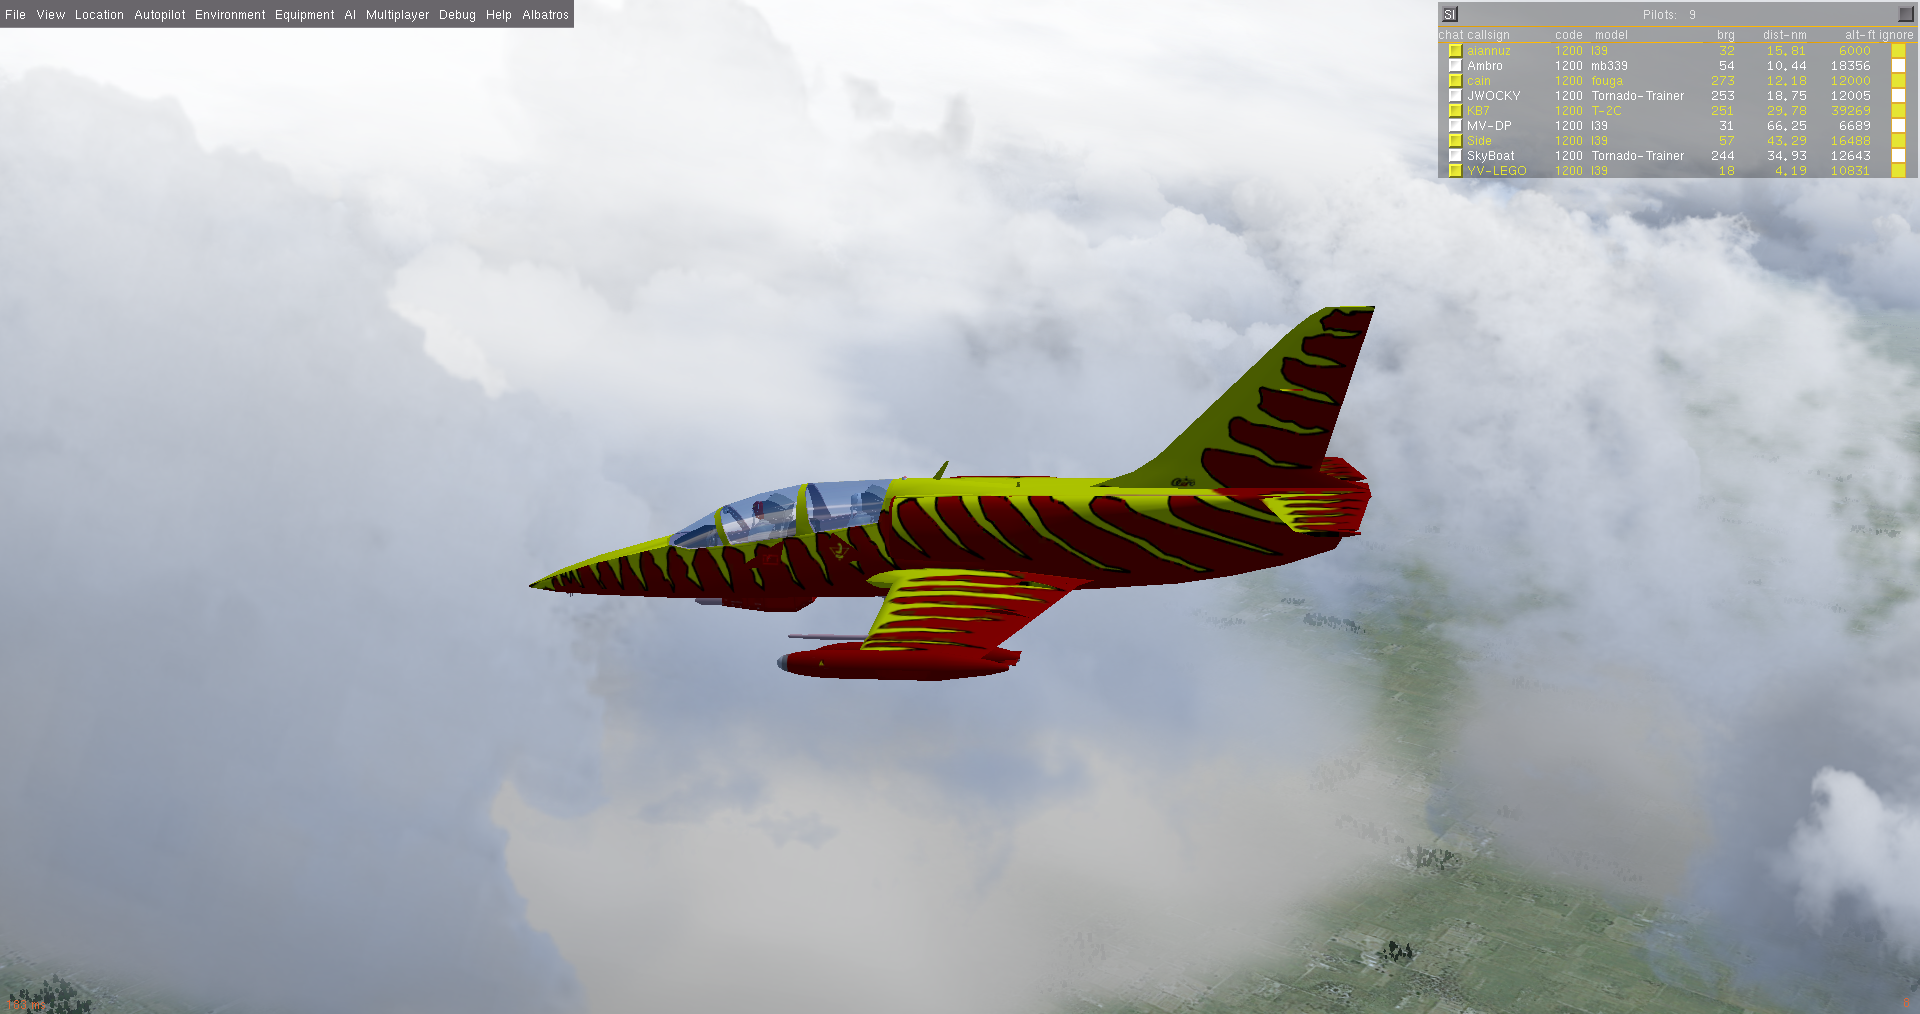 File View Location Autopilot Environment Equipment AI Multiplayer Debug Help Albatros
SI Pilots: 9
chat callsign code model brg dist-nm alt-ft ignore
aiannuz 1200 l39 32 15.81 6000
Ambro 1200 mb339 54 10.44 18356
cain 1200 fouga 273 12.18 12000
JWOCKY 1200 Tornado-Trainer 253 18.75 12005
KB7 1200 T-2C 251 29.78 39269
MV-DP 1200 l39 31 66.25 6689
Side 1200 l39 57 43.29 16488
SkyBoat 1200 Tornado-Trainer 244 34.93 12643
YV-LEGO 1200 l39 18 4.19 10831